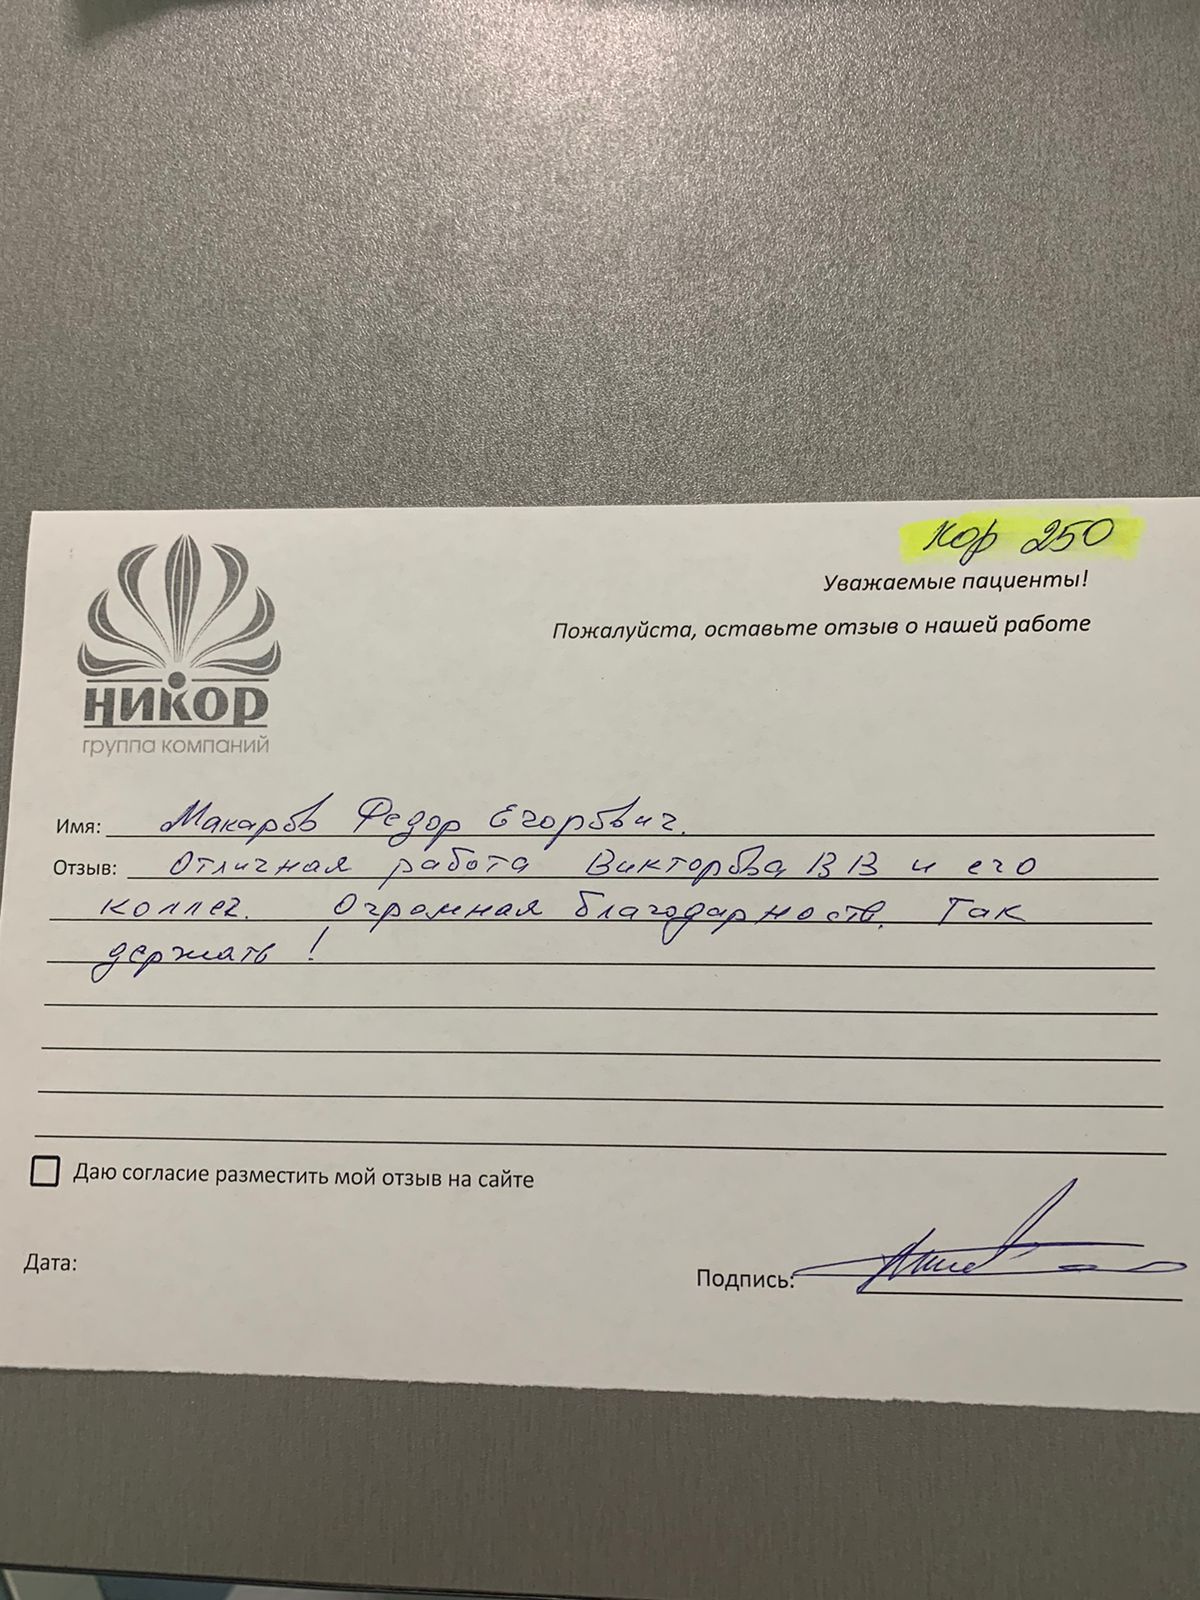 Кор 250
Уважаемые пациенты!
Пожалуйста, оставьте отзыв о нашей работе
НИКОР
группа компаний
Имя: Макаров Федор Егорович.
Отзыв: Отличная работа Викторова ВВ и его
коллег. Огромная благодарность. Так
держать!
Даю согласие разместить мой отзыв на сайте
Дата:
Подпись: